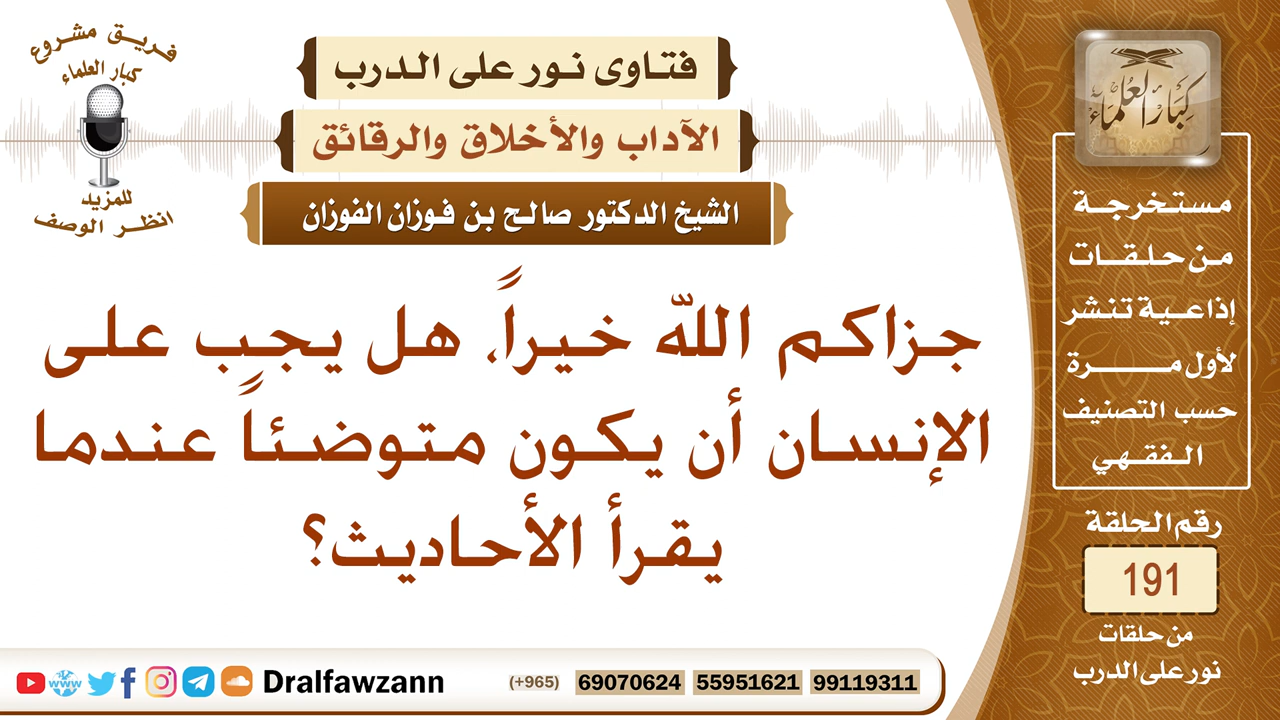 فريق مشروع
كبار العلماء
للمزيد
انظر الوصف
فتاوى نور على الدرب
الآداب والأخلاق والرقائق
الشيخ الدكتور صالح بن فوزان الفوزان
جزاكم الله خيراً، هل يجب على
الإنسان أن يكون متوضئاً عندما
يقرأ الأحاديث؟
كبار العلماء
مستخرجة
من حلقات
إذاعية تنشر
لأول مرة
حسب التصنيف
الفقهي
رقم الحلقة
191
من حلقات
نور على الدرب
www Dralfawzann (+965) 69070624 55951621 99119311